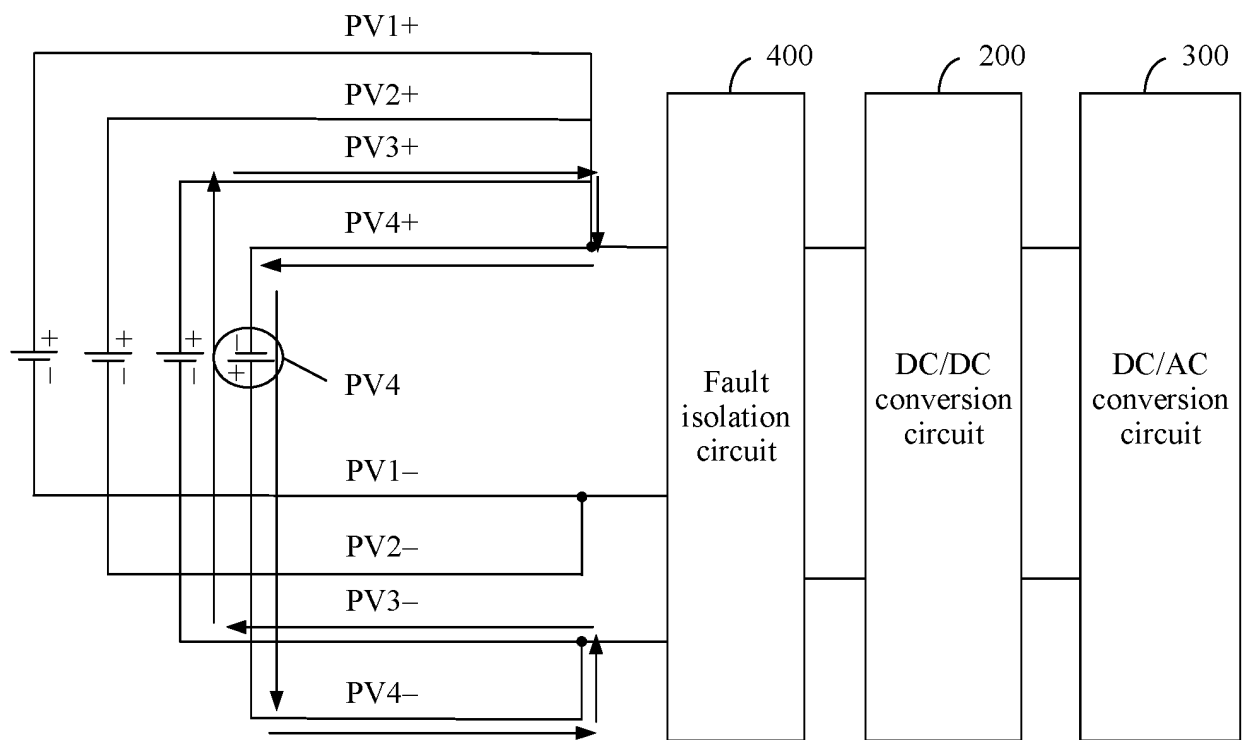 PV1+
400
200
300
PV2+
PV3+
PV4+
+
−
+
−
+
−
−
+
PV4
Fault
isolation
circuit
DC/DC
conversion
circuit
DC/AC
conversion
circuit
PV1–
PV2–
PV3–
PV4–